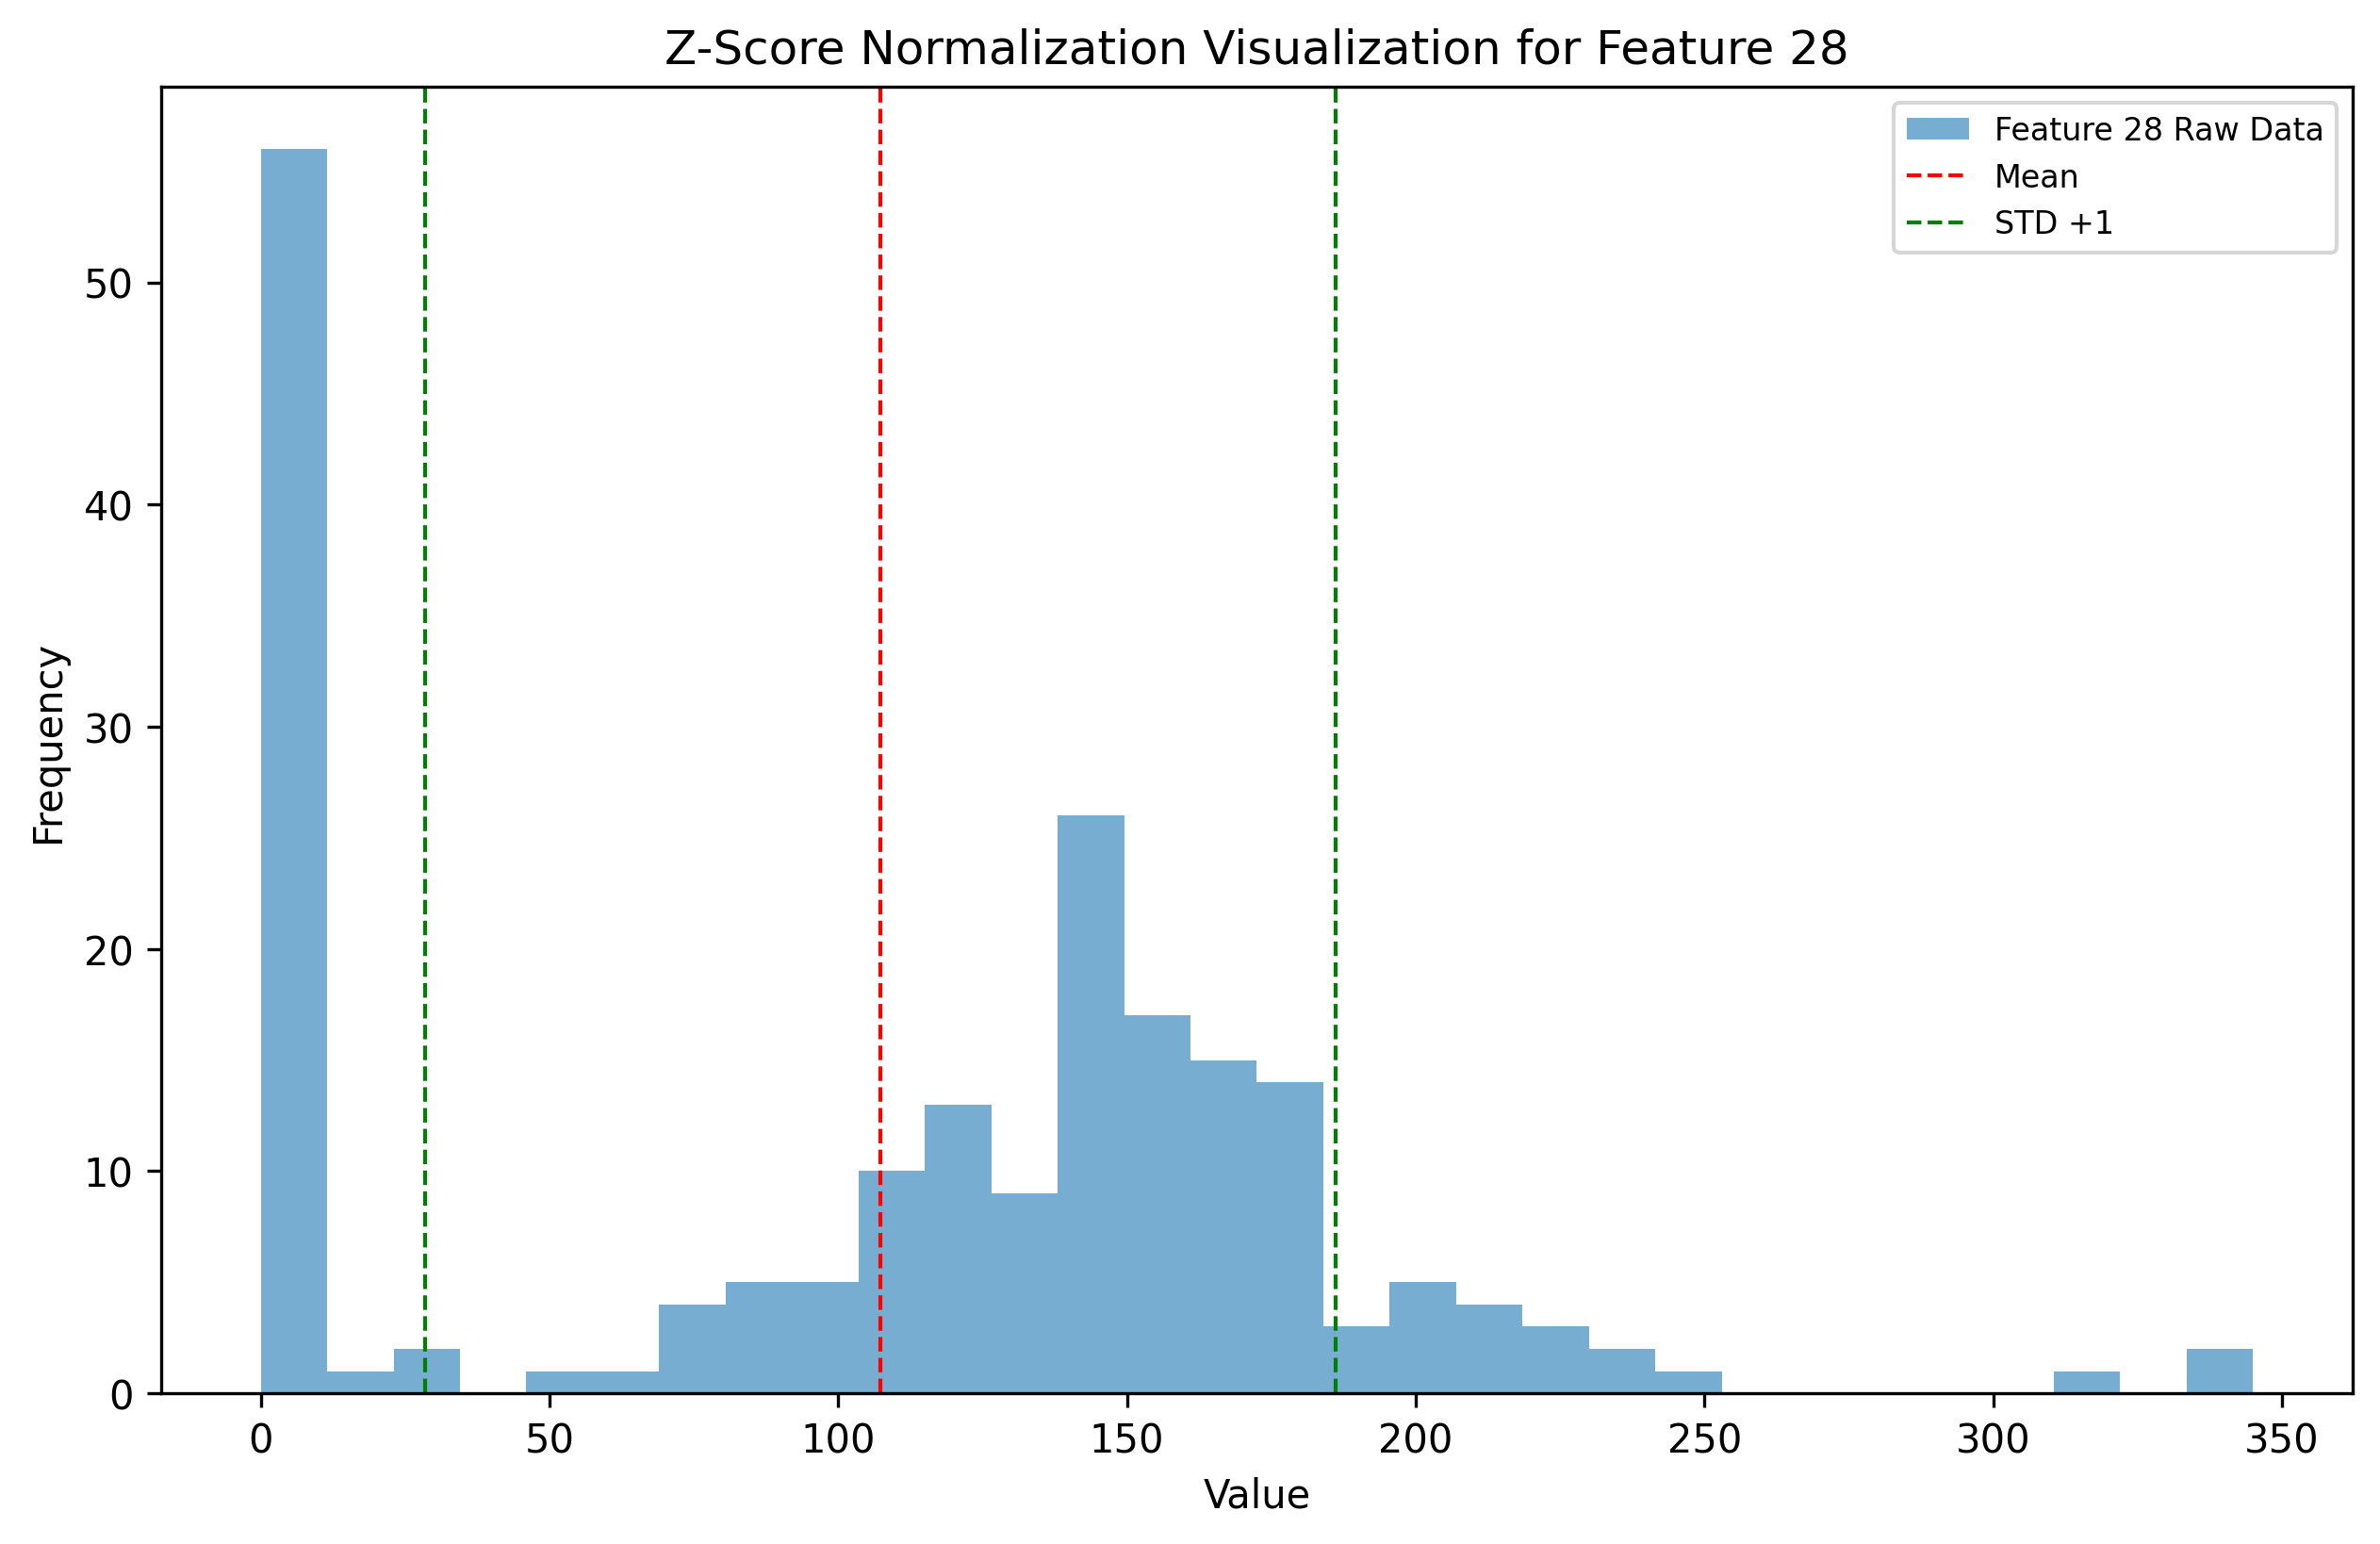 Z-Score Normalization Visualization for Feature 28
Feature 28 Raw Data
Mean
STD +1
Frequency
50
40
30
20
10
0
0 50 100 150 200 250 300 350
Value